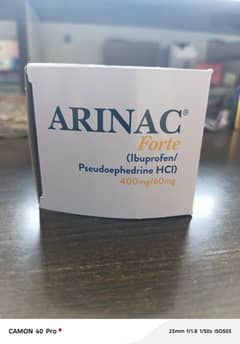 ARINAC®
Forte
(Ibuprofen/
Pseudoephedrine HCl)
400mg/60mg
CAMON 40 Pro
23mm f/1.8 1/50s ISO503